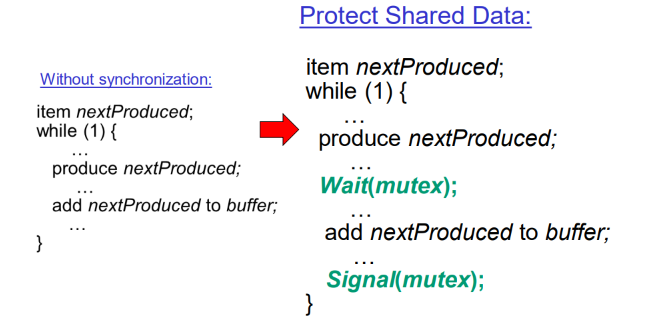 Protect Shared Data:
Without synchronization:
item nextProduced;
while (1) {
...
produce nextProduced;
...
add nextProduced to buffer;
...
}
item nextProduced;
while (1) {
...
produce nextProduced;
...
Wait(mutex);
...
add nextProduced to buffer;
...
Signal(mutex);
}